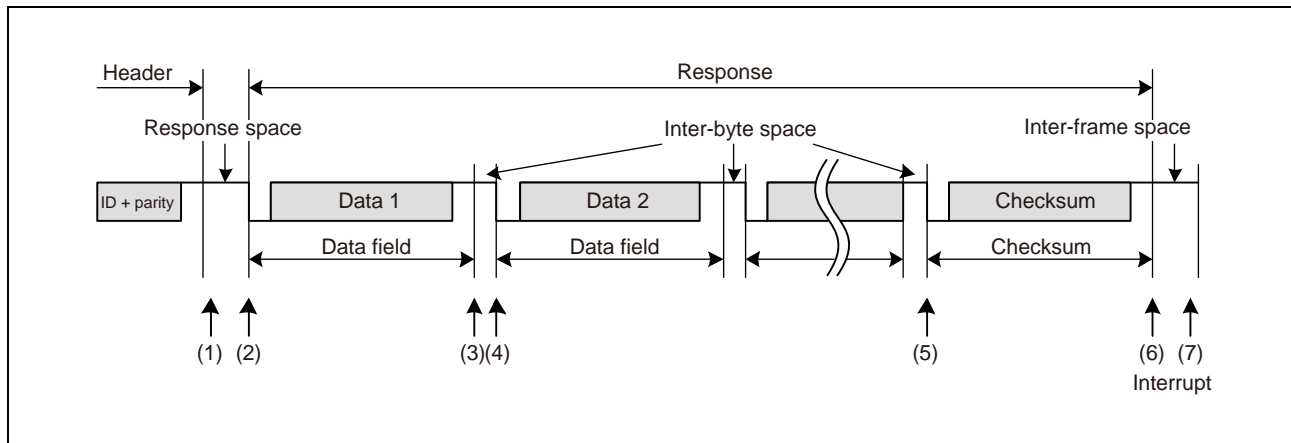 Header
Response
Response space
Inter-byte space
Inter-frame space
ID + parity
Data 1
Data 2
Checksum
Data field
Data field
Checksum
(1)
(2)
(3)(4)
(5)
(6)
(7)
Interrupt